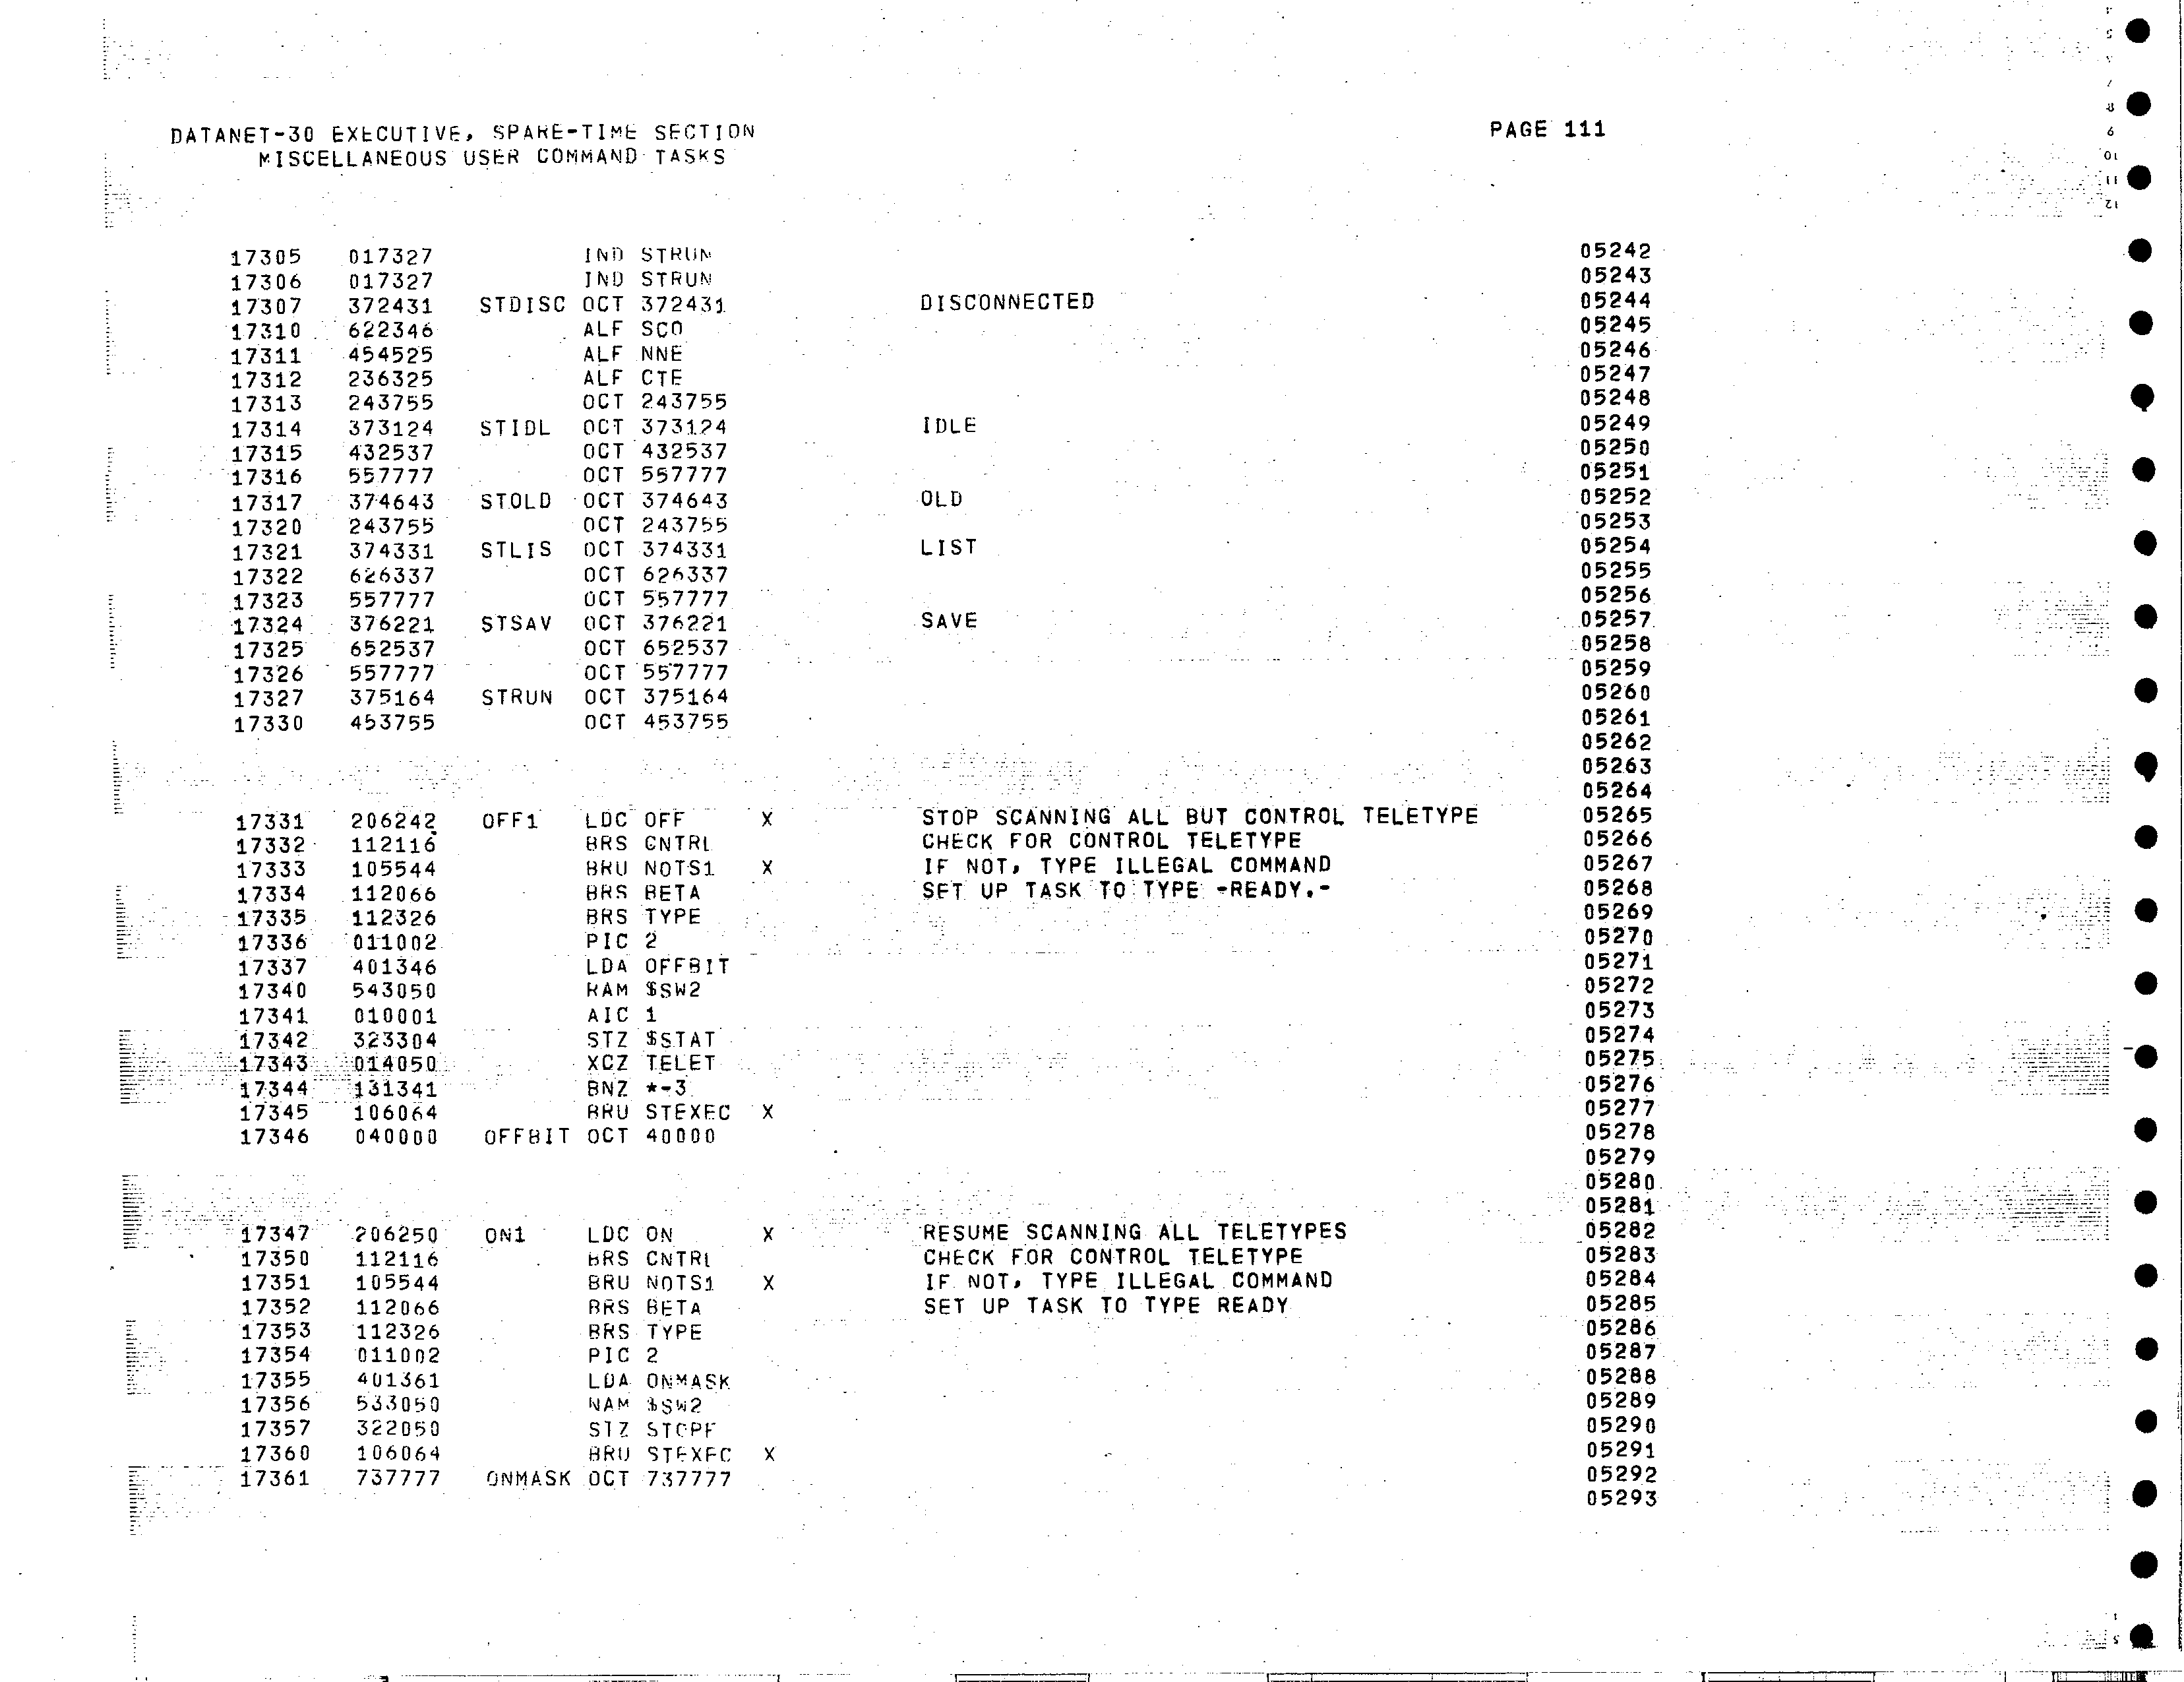 DATANET-30 EXECUTIVE, SPARE-TIME SECTION PAGE 111
MISCELLANEOUS USER COMMAND TASKS
17305 017327 IND STRUN 05242
17306 017327 IND STRUN 05243
17307 372431 STDISC OCT 372431 DISCONNECTED 05244
17310 622346 ALF SCO 05245
17311 454525 ALF NNE 05246
17312 236325 ALF CTE 05247
17313 243755 OCT 243755 05248
17314 373124 STIDL OCT 373124 IDLE 05249
17315 432537 OCT 432537 05250
17316 557777 OCT 557777 05251
17317 374643 STOLD OCT 374643 OLD 05252
17320 243755 OCT 243755 05253
17321 374331 STLIS OCT 374331 LIST 05254
17322 626337 OCT 626337 05255
17323 557777 OCT 557777 05256
17324 376221 STSAV OCT 376221 SAVE 05257
17325 652537 OCT 652537 05258
17326 557777 OCT 557777 05259
17327 375164 STRUN OCT 375164 05260
17330 453755 OCT 453755 05261
05262
05263
05264
17331 206242 OFF1 LDC OFF X STOP SCANNING ALL BUT CONTROL TELETYPE 05265
17332 112116 BRS CNTRL CHECK FOR CONTROL TELETYPE 05266
17333 105544 BRU NOTS1 X IF NOT, TYPE ILLEGAL COMMAND 05267
17334 112066 BRS BETA SET UP TASK TO TYPE -READY.- 05268
17335 112326 BRS TYPE 05269
17336 011002 PIC 2 05270
17337 401346 LDA OFFBIT 05271
17340 543050 RAM $SW2 05272
17341 010001 AIC 1 05273
17342 323304 STZ $STAT 05274
17343 014050 XCZ TELET 05275
17344 131341 BNZ *-3 05276
17345 106064 BRU STEXEC X 05277
17346 040000 OFFBIT OCT 40000 05278
05279
05280
05281
17347 206250 ON1 LDC ON X RESUME SCANNING ALL TELETYPES 05282
17350 112116 BRS CNTRL CHECK FOR CONTROL TELETYPE 05283
17351 105544 BRU NOTS1 X IF NOT, TYPE ILLEGAL COMMAND 05284
17352 112066 BRS BETA SET UP TASK TO TYPE READY 05285
17353 112326 BRS TYPE 05286
17354 011002 PIC 2 05287
17355 401361 LDA ONMASK 05288
17356 533050 NAM $SW2 05289
17357 322050 STZ STOPF 05290
17360 106064 BRU STEXEC X 05291
17361 737777 ONMASK OCT 737777 05292
05293